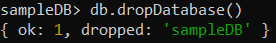 sampleDB> db.dropDatabase()
{ ok: 1, dropped: 'sampleDB' }